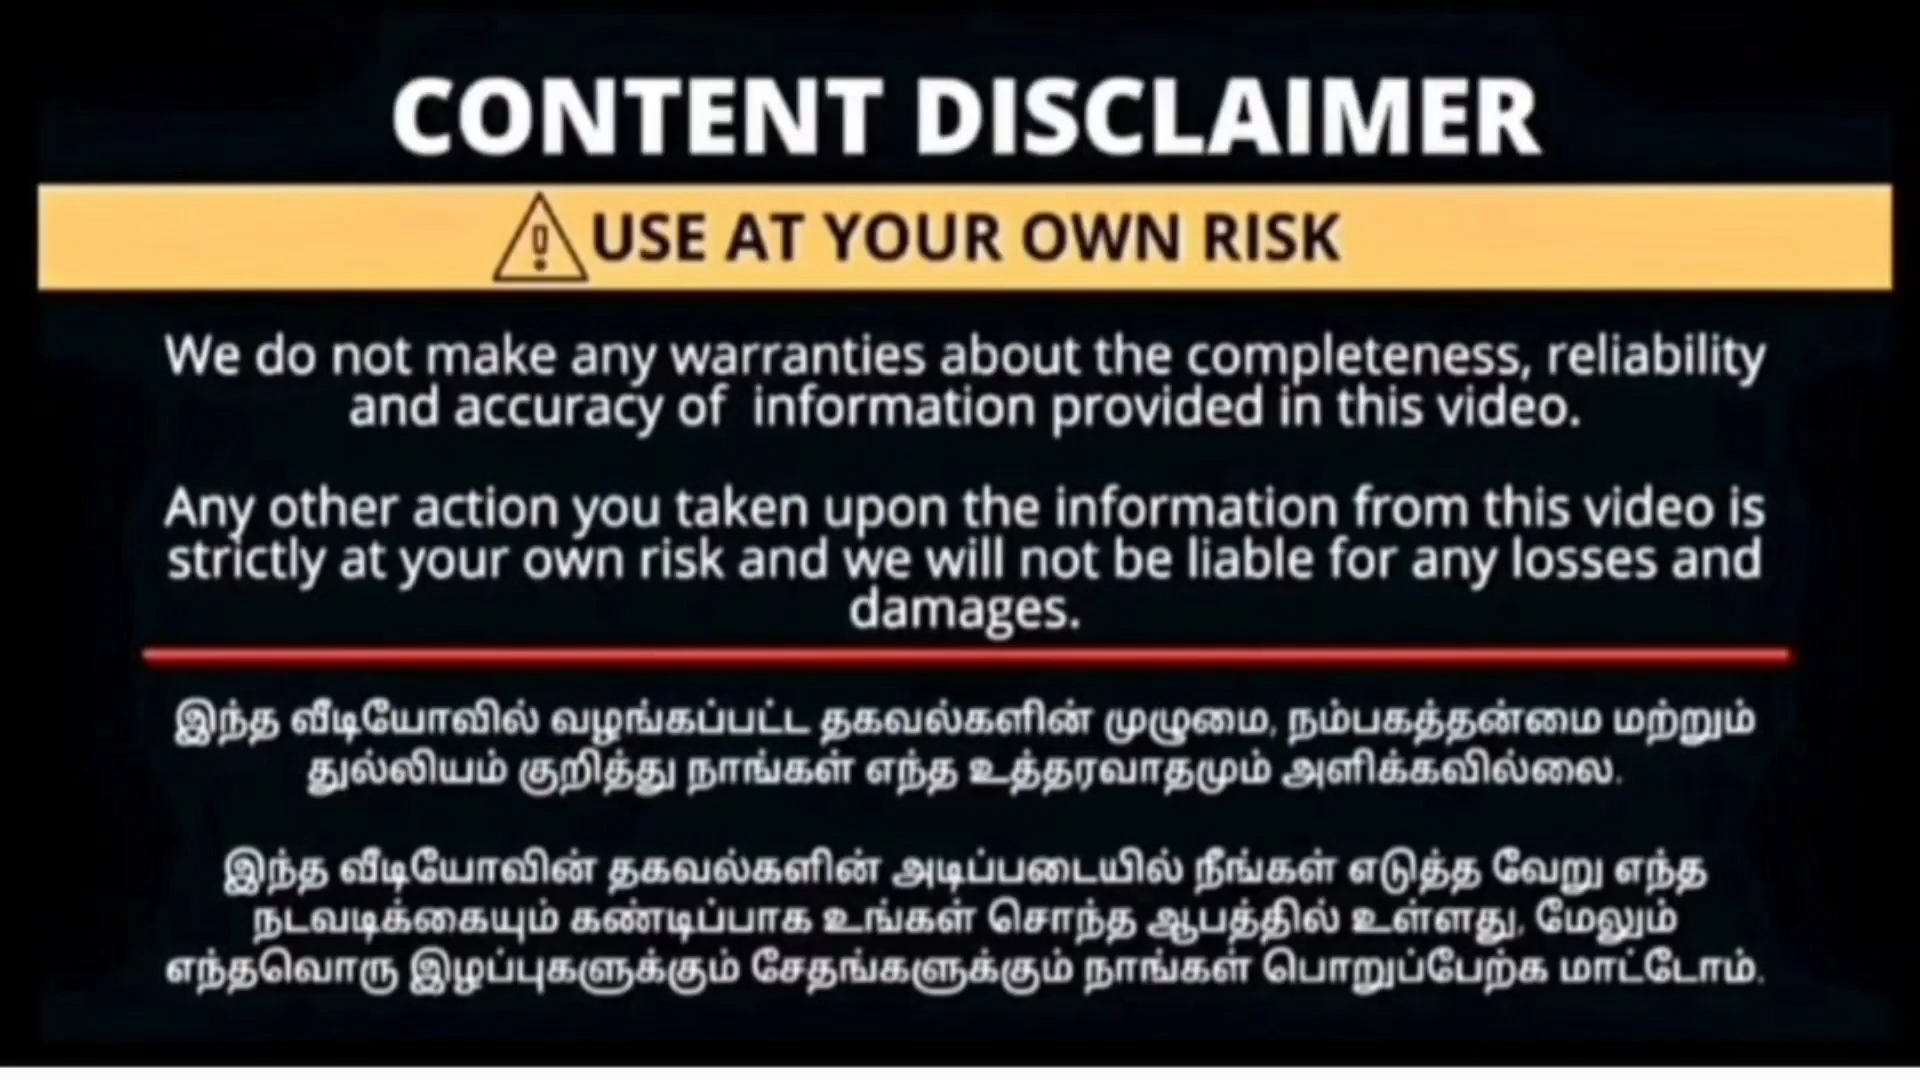 CONTENT DISCLAIMER
USE AT YOUR OWN RISK
We do not make any warranties about the completeness, reliability
and accuracy of information provided in this video.
Any other action you taken upon the information from this video is
strictly at your own risk and we will not be liable for any losses and
damages.
இந்த வீடியோவில் வழங்கப்பட்ட தகவல்களின் முழுமை, நம்பகத்தன்மை மற்றும்
துல்லியம் குறித்து நாங்கள் எந்த உத்தரவாதமும் அளிக்கவில்லை.
இந்த வீடியோவின் தகவல்களின் அடிப்படையில் நீங்கள் எடுத்த வேறு எந்த
நடவடிக்கையும் கண்டிப்பாக உங்கள் சொந்த ஆபத்தில் உள்ளது, மேலும்
எந்தவொரு இழப்புகளுக்கும் சேதங்களுக்கும் நாங்கள் பொறுப்பேற்க மாட்டோம்.